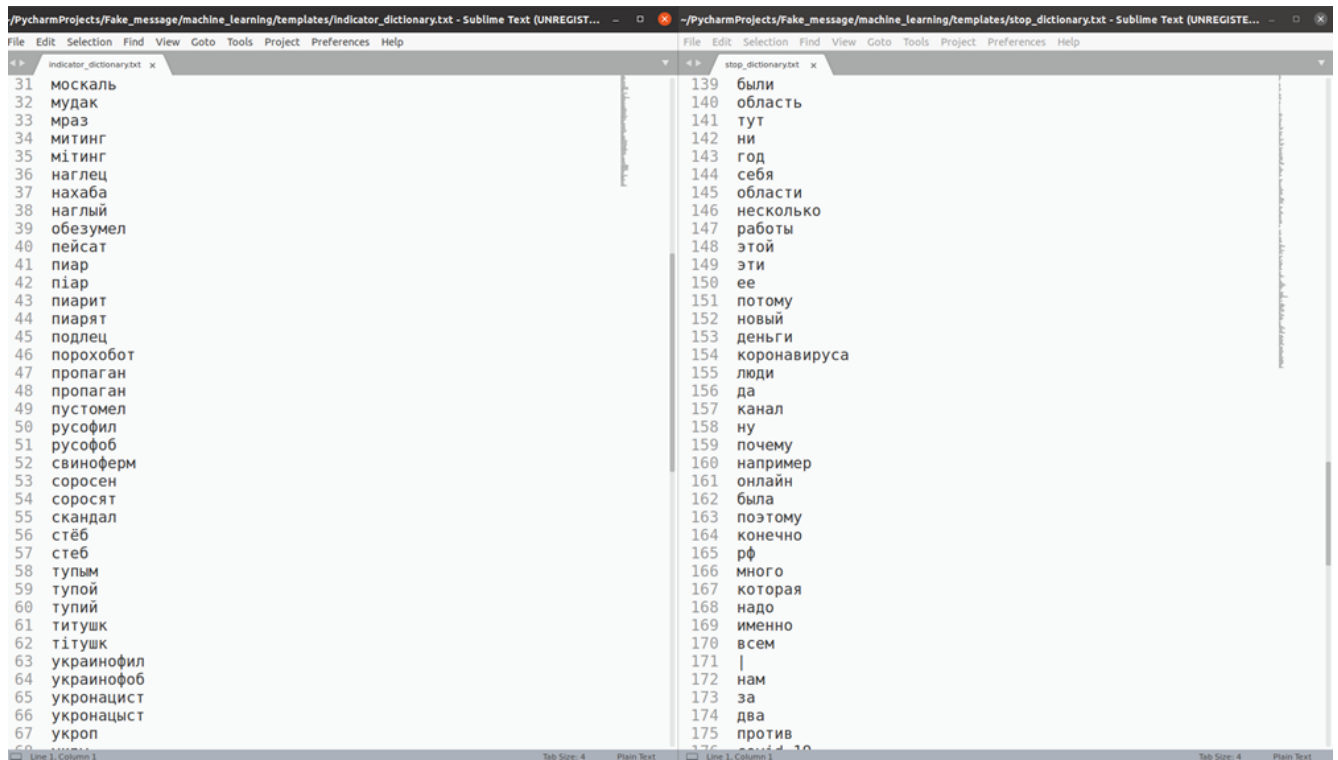 ~/PycharmProjects/Fake_message/machine_learning/templates/indicator_dictionary.txt - Sublime Text (UNREGIST...
File Edit Selection Find View Goto Tools Project Preferences Help
indicator_dictionary.txt x
31 москаль
32 мудак
33 мраз
34 митинг
35 мітинг
36 наглец
37 нахаба
38 наглый
39 обезумел
40 пейсат
41 пиар
42 піар
43 пиарит
44 пиарят
45 подлец
46 порохобот
47 пропаган
48 пропаган
49 пустомел
50 русофил
51 русофоб
52 свиноферм
53 соросен
54 соросят
55 скандал
56 стёб
57 стеб
58 тупым
59 тупой
60 тупий
61 титушк
62 тітушк
63 украинофил
64 украинофоб
65 укронацист
66 укронацыст
67 укроп
68
Line 1, Column 1 Tab Size: 4 Plain Text
~/PycharmProjects/Fake_message/machine_learning/templates/stop_dictionary.txt - Sublime Text (UNREGISTE...
File Edit Selection Find View Goto Tools Project Preferences Help
stop_dictionary.txt x
139 были
140 область
141 тут
142 ни
143 год
144 себя
145 области
146 несколько
147 работы
148 этой
149 эти
150 ее
151 потому
152 новый
153 деньги
154 коронавируса
155 люди
156 да
157 канал
158 ну
159 почему
160 например
161 онлайн
162 была
163 поэтому
164 конечно
165 рф
166 много
167 которая
168 надо
169 именно
170 всем
171 |
172 нам
173 за
174 два
175 против
176 covid-19
Line 1, Column 1 Tab Size: 4 Plain Text